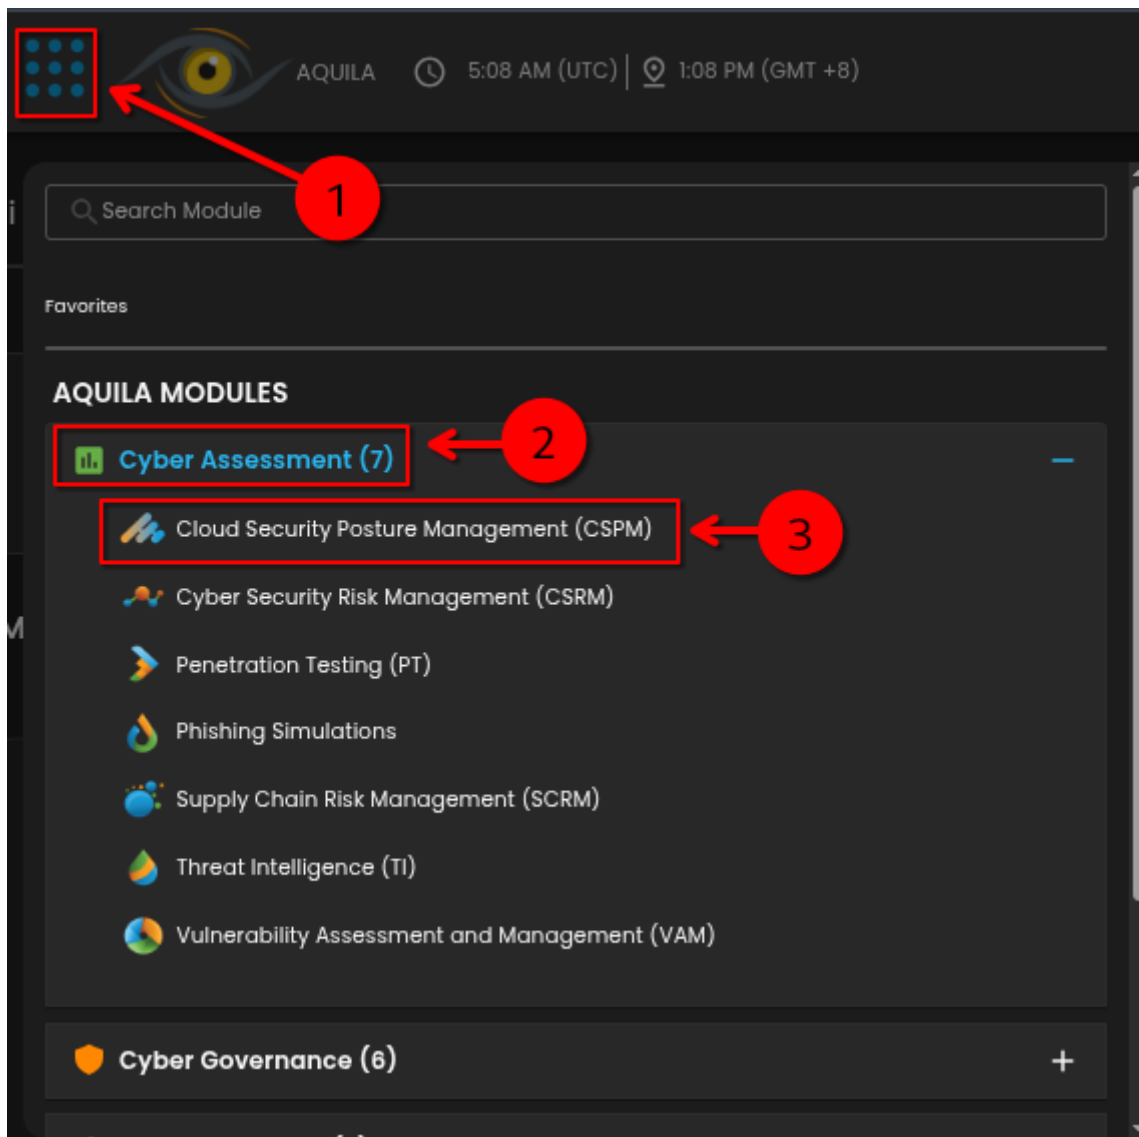 AQUILA 5:08 AM (UTC) 1:08 PM (GMT +8)
1
Search Module
Favorites
AQUILA MODULES
2
Cyber Assessment (7)
Cloud Security Posture Management (CSPM)
3
Cyber Security Risk Management (CSRM)
Penetration Testing (PT)
Phishing Simulations
Supply Chain Risk Management (SCRM)
Threat Intelligence (TI)
Vulnerability Assessment and Management (VAM)
Cyber Governance (6)